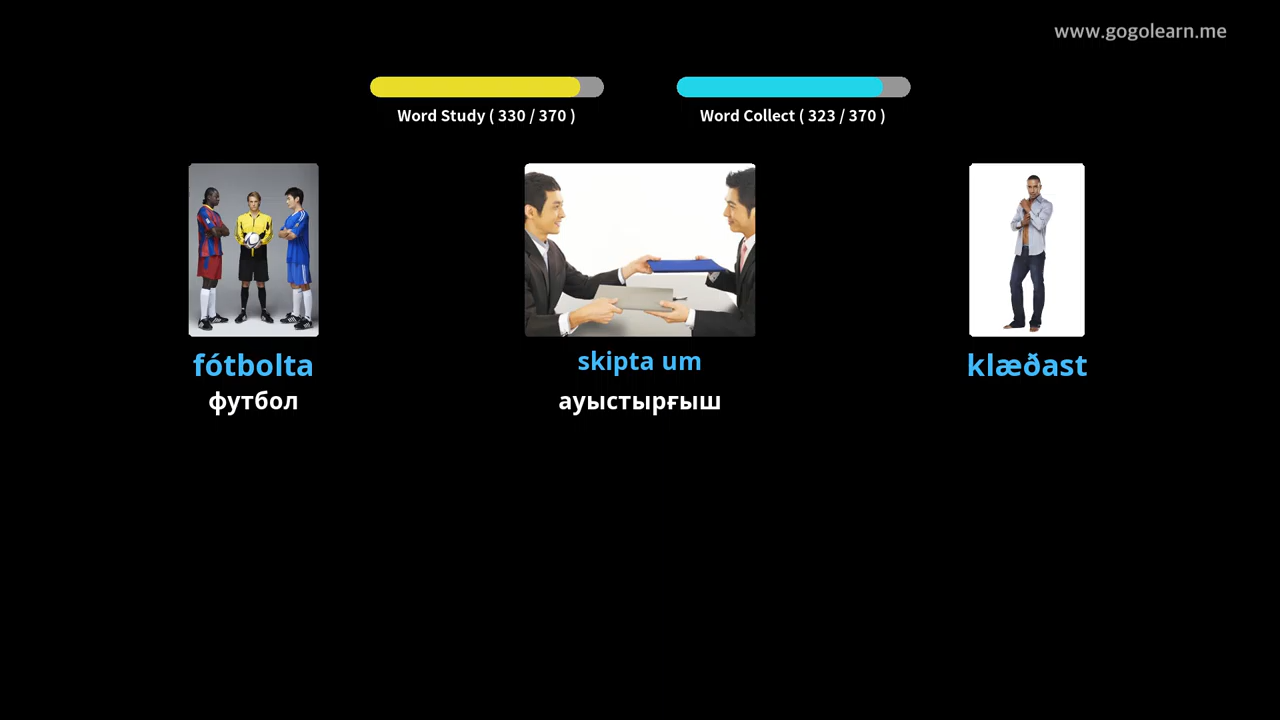 www.gogolearn.me
Word Study ( 330 / 370 )
Word Collect ( 323 / 370 )
fótbolta
футбол
skipta um
ауыстырғыш
klæðast